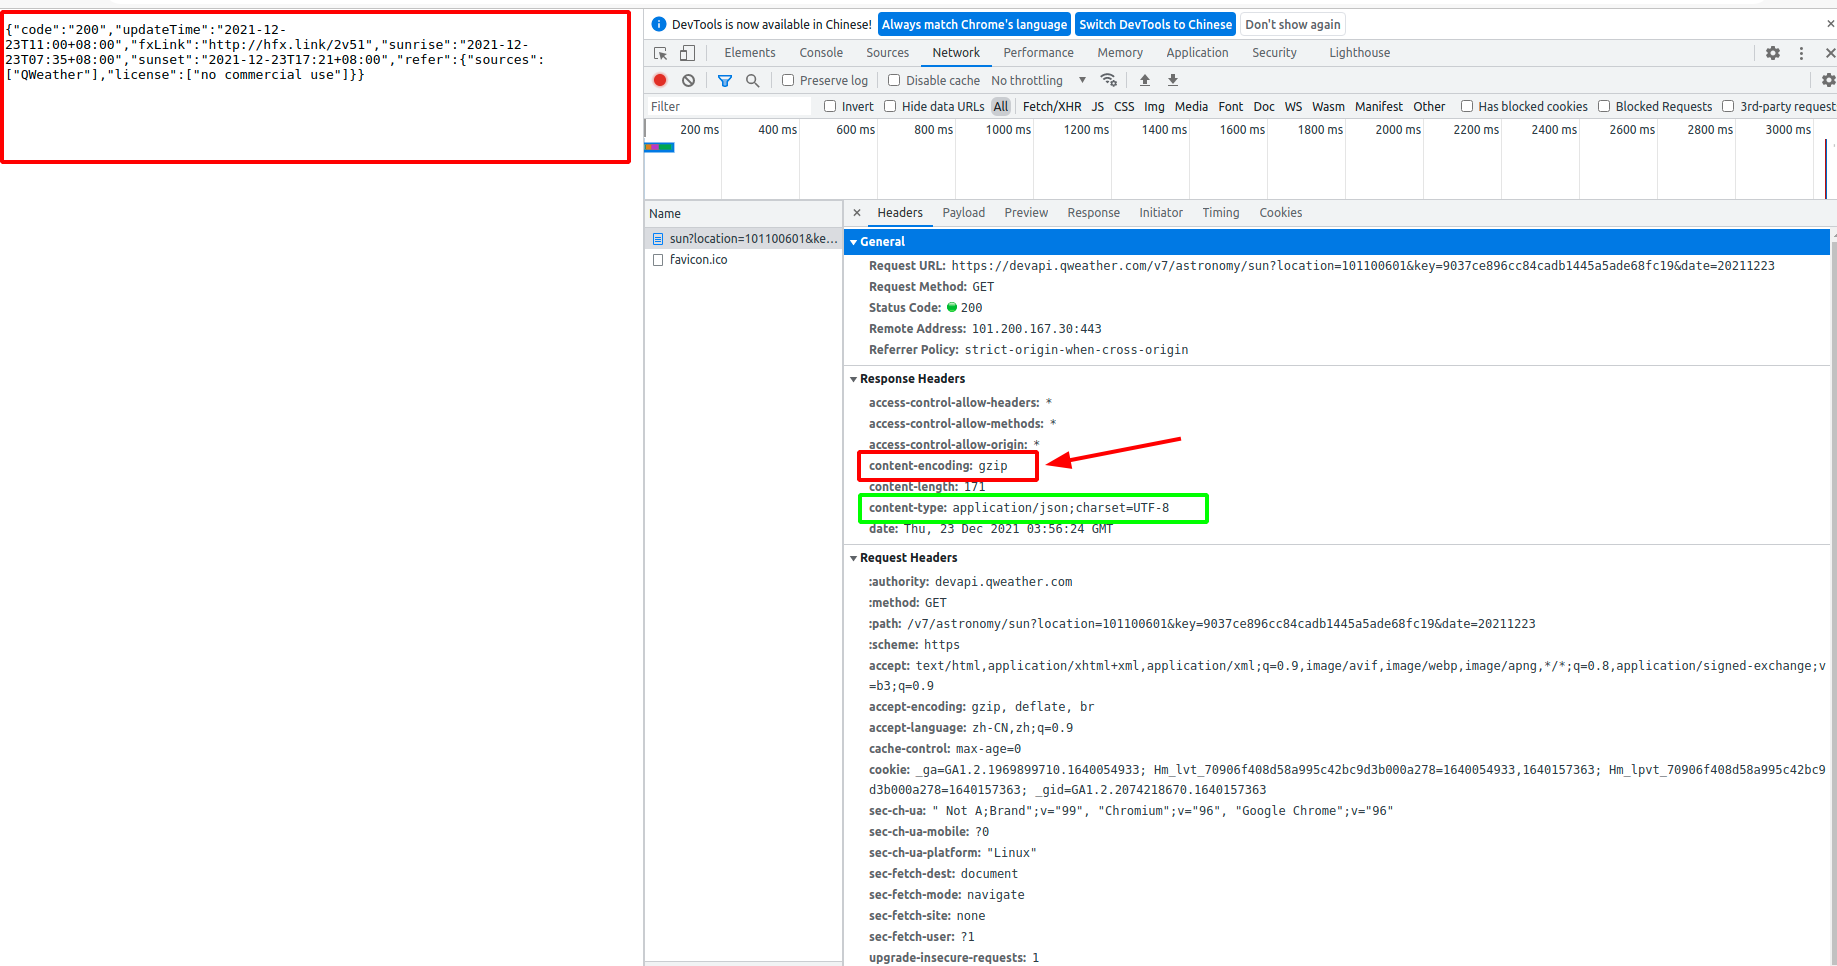 {"code":"200","updateTime":"2021-12-
23T11:00+08:00","fxLink":"http://hfx.link/2v51","sunrise":"2021-12-
23T07:35+08:00","sunset":"2021-12-23T17:21+08:00","refer":{"sources":
["QWeather"],"license":["no commercial use"]}}
DevTools is now available in Chinese! Always match Chrome's language Switch DevTools to Chinese Don't show again ×
Elements Console Sources Network Performance Memory Application Security Lighthouse
Preserve log Disable cache No throttling
Filter Invert Hide data URLs All Fetch/XHR JS CSS Img Media Font Doc WS Wasm Manifest Other Has blocked cookies Blocked Requests 3rd-party request
200 ms 400 ms 600 ms 800 ms 1000 ms 1200 ms 1400 ms 1600 ms 1800 ms 2000 ms 2200 ms 2400 ms 2600 ms 2800 ms 3000 ms
Name
sun?location=101100601&ke...
favicon.ico
× Headers Payload Preview Response Initiator Timing Cookies
General
Request URL: https://devapi.qweather.com/v7/astronomy/sun?location=101100601&key=9037ce896cc84cadb1445a5ade68fc19&date=20211223
Request Method: GET
Status Code: 200
Remote Address: 101.200.167.30:443
Referrer Policy: strict-origin-when-cross-origin
Response Headers
access-control-allow-headers: *
access-control-allow-methods: *
access-control-allow-origin: *
content-encoding: gzip
content-length: 171
content-type: application/json;charset=UTF-8
date: Thu, 23 Dec 2021 03:56:24 GMT
Request Headers
:authority: devapi.qweather.com
:method: GET
:path: /v7/astronomy/sun?location=101100601&key=9037ce896cc84cadb1445a5ade68fc19&date=20211223
:scheme: https
accept: text/html,application/xhtml+xml,application/xml;q=0.9,image/avif,image/webp,image/apng,*/*;q=0.8,application/signed-exchange;v
=b3;q=0.9
accept-encoding: gzip, deflate, br
accept-language: zh-CN,zh;q=0.9
cache-control: max-age=0
cookie: _ga=GA1.2.1969899710.1640054933; Hm_lvt_70906f408d58a995c42bc9d3b000a278=1640054933,1640157363; Hm_lpvt_70906f408d58a995c42bc9
d3b000a278=1640157363; _gid=GA1.2.2074218670.1640157363
sec-ch-ua: " Not A;Brand";v="99", "Chromium";v="96", "Google Chrome";v="96"
sec-ch-ua-mobile: ?0
sec-ch-ua-platform: "Linux"
sec-fetch-dest: document
sec-fetch-mode: navigate
sec-fetch-site: none
sec-fetch-user: ?1
upgrade-insecure-requests: 1